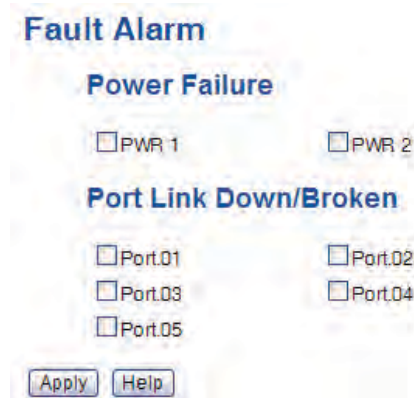 Fault Alarm
Power Failure
PWR 1 PWR 2
Port Link Down/Broken
Port.01 Port.02
Port.03 Port.04
Port.05
Apply Help